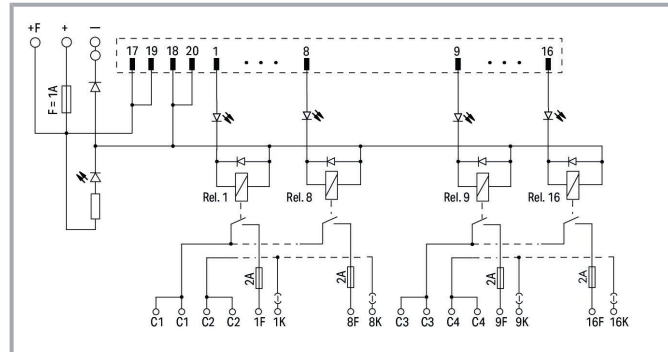 +F + −
17 19 18 20 1 8 9 16
F = 1A
Rel. 1 Rel. 8 Rel. 9 Rel. 16
2A 2A 2A 2A
C1 C1 C2 C2 1F 1K 8F 8K C3 C3 C4 C4 9F 9K 16F 16K